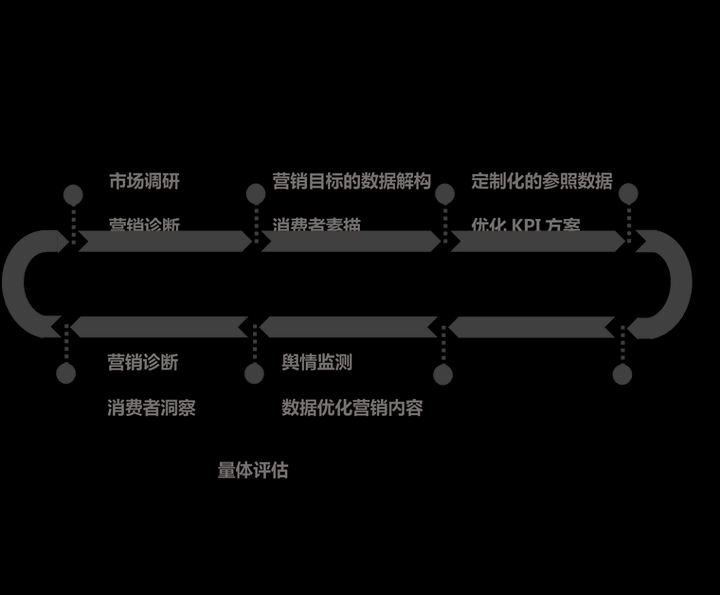 市场调研
营销目标的数据解构
定制化的参照数据
营销诊断
消费者素描
优化 KPI 方案
营销诊断
舆情监测
消费者洞察
数据优化营销内容
量体评估